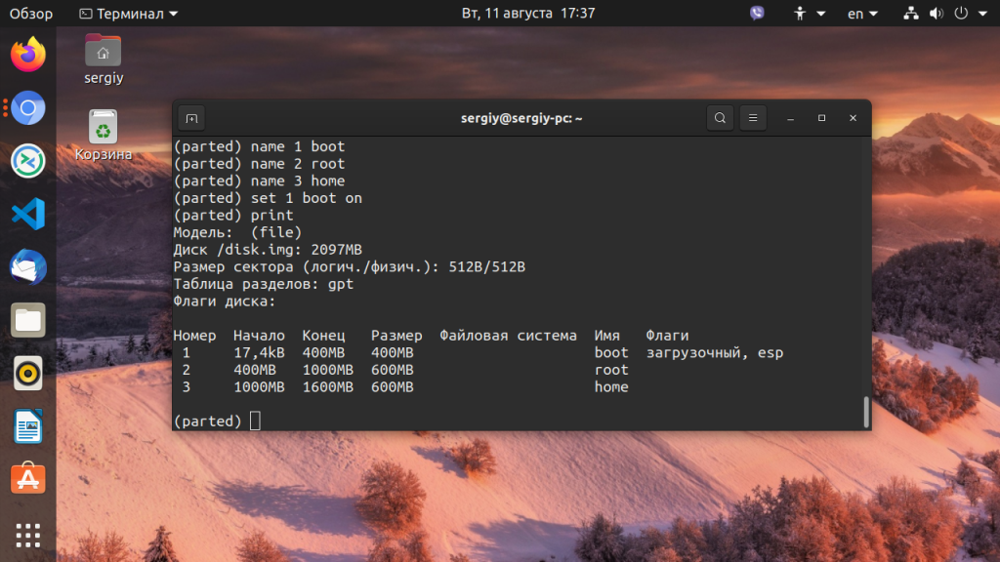 Обзор Терминал Вт, 11 августа 17:37 en
sergiy
Корзина
sergiy@sergiy-pc: ~
(parted) name 1 boot
(parted) name 2 root
(parted) name 3 home
(parted) set 1 boot on
(parted) print
Модель:  (file)
Диск /disk.img: 2097MB
Размер сектора (логич./физич.): 512B/512B
Таблица разделов: gpt
Флаги диска:
Номер  Начало  Конец   Размер  Файловая система  Имя   Флаги
 1     17,4kB  400MB   400MB                     boot  загрузочный, esp
 2     400MB   1000MB  600MB                     root
 3     1000MB  1600MB  600MB                     home
(parted)